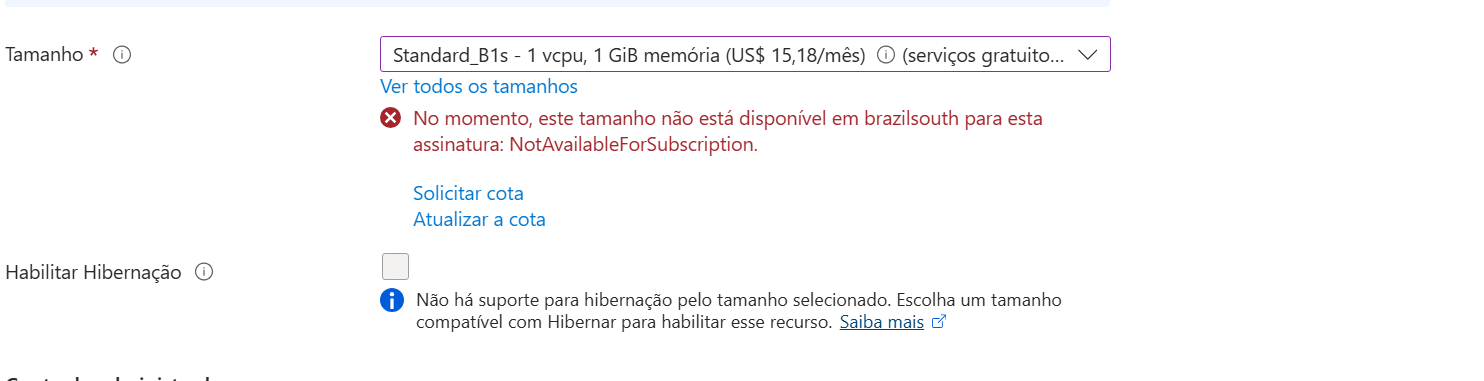 Tamanho *
Standard_B1s - 1 vcpu, 1 GiB memória (US$ 15,18/mês) (serviços gratuito...
Ver todos os tamanhos
No momento, este tamanho não está disponível em brazilsouth para esta
assinatura: NotAvailableForSubscription.
Solicitar cota
Atualizar a cota
Habilitar Hibernação
Não há suporte para hibernação pelo tamanho selecionado. Escolha um tamanho
compatível com Hibernar para habilitar esse recurso. Saiba mais